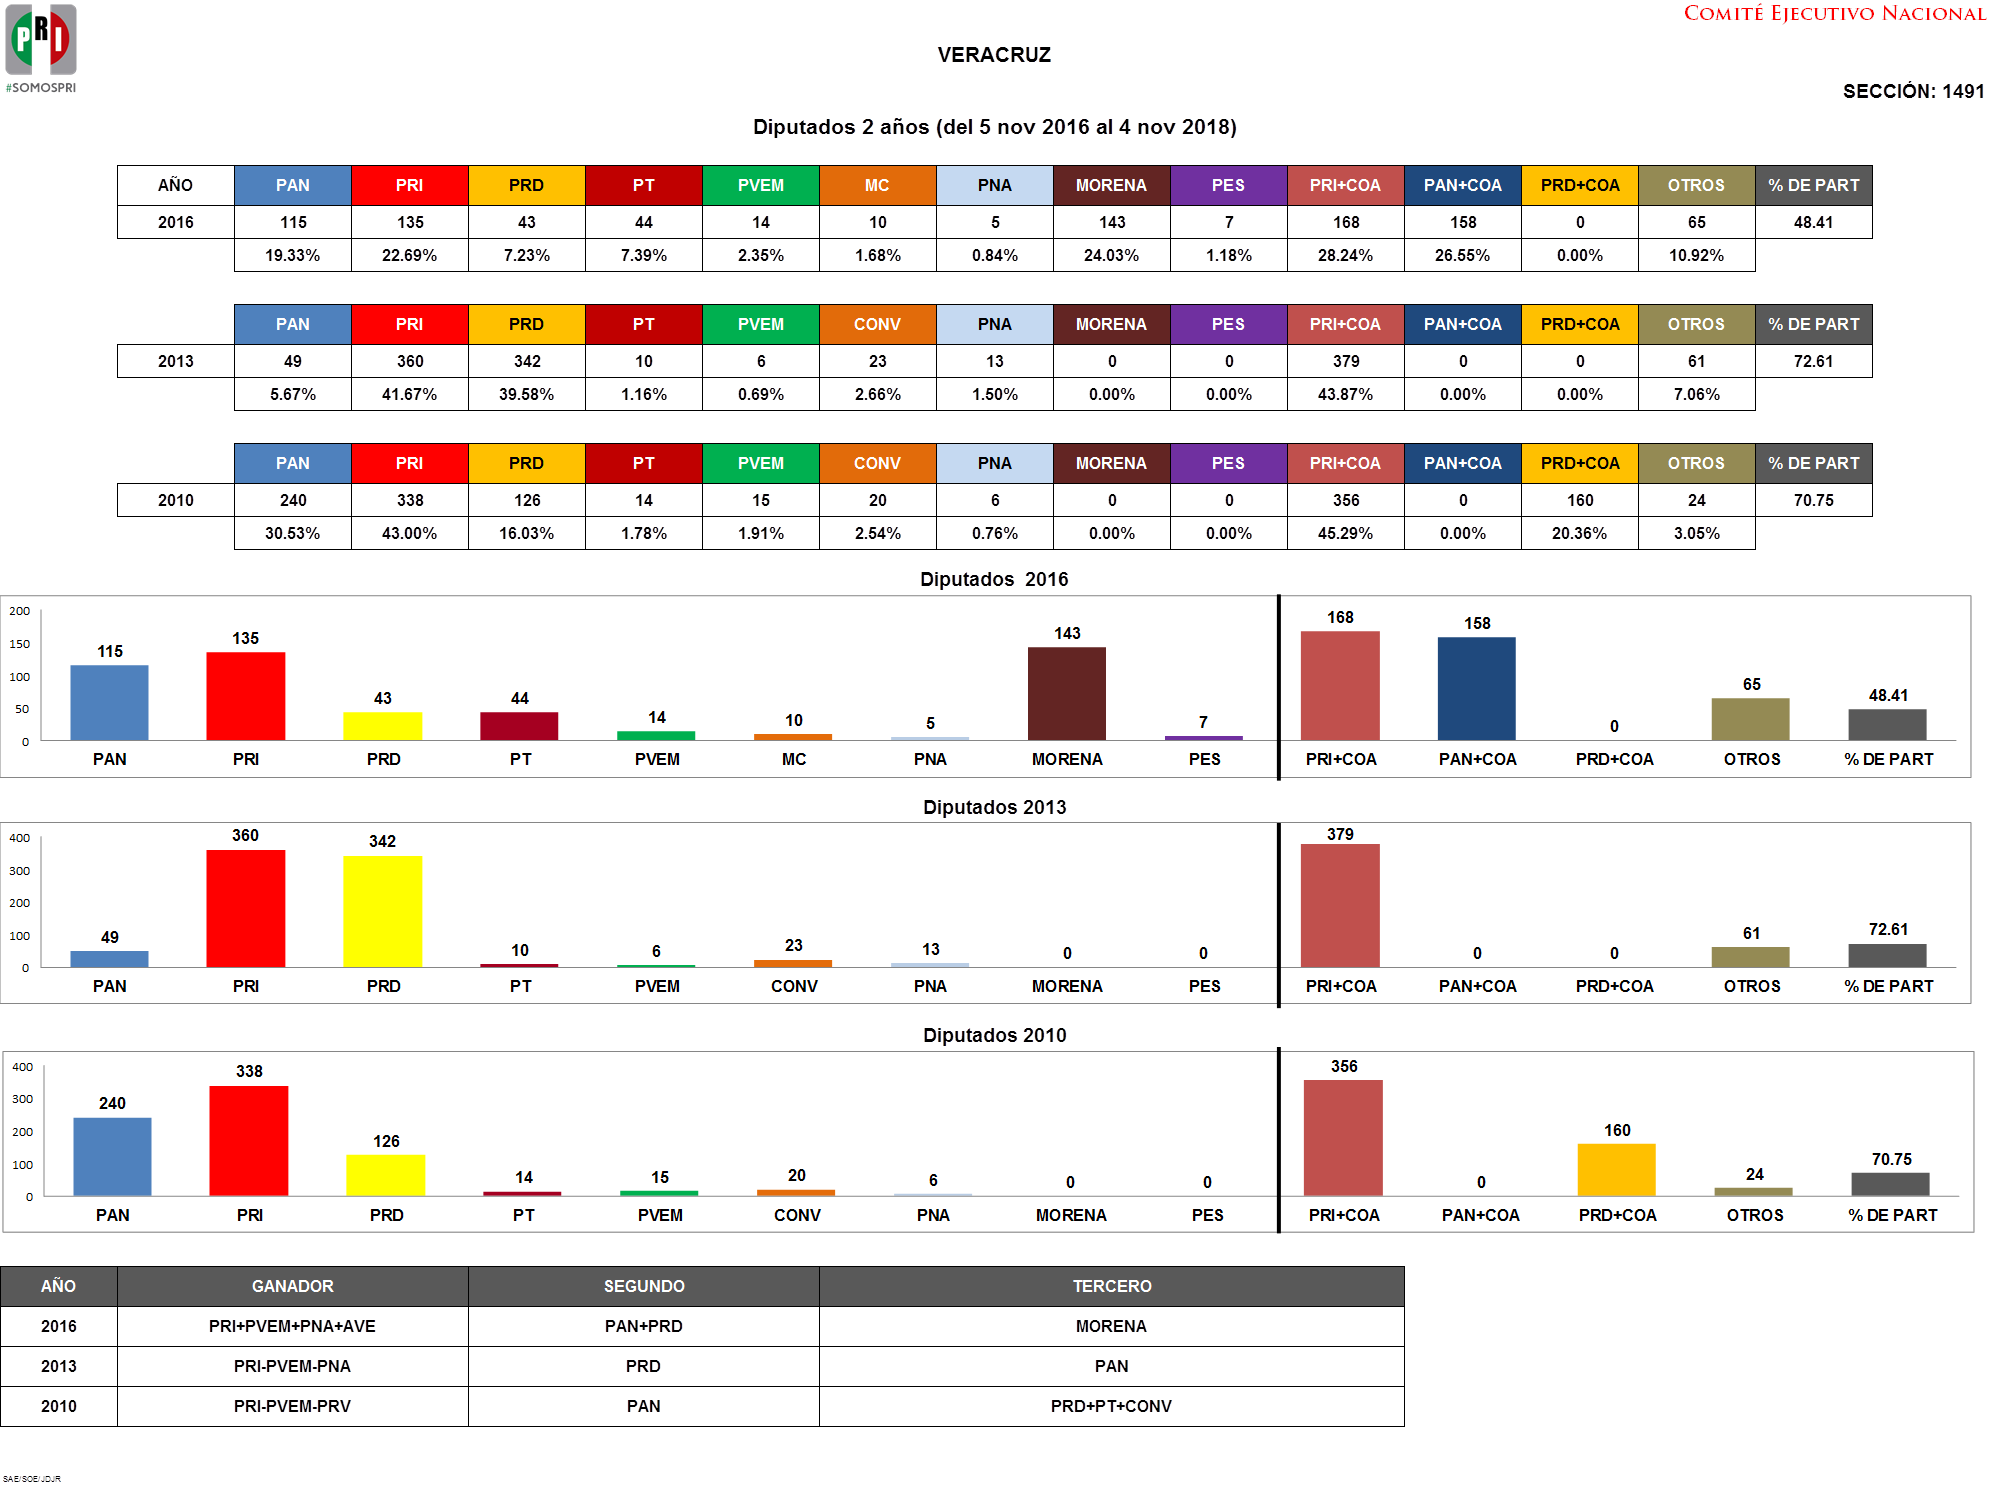 PRI
#SOMOSPRI
COMITÉ EJECUTIVO NACIONAL
VERACRUZ
SECCIÓN: 1491
Diputados 2 años (del 5 nov 2016 al 4 nov 2018)
AÑO PAN PRI PRD PT PVEM MC PNA MORENA PES PRI+COA PAN+COA PRD+COA OTROS % DE PART
2016 115 135 43 44 14 10 5 143 7 168 158 0 65 48.41
19.33% 22.69% 7.23% 7.39% 2.35% 1.68% 0.84% 24.03% 1.18% 28.24% 26.55% 0.00% 10.92%
PAN PRI PRD PT PVEM CONV PNA MORENA PES PRI+COA PAN+COA PRD+COA OTROS % DE PART
2013 49 360 342 10 6 23 13 0 0 379 0 0 61 72.61
5.67% 41.67% 39.58% 1.16% 0.69% 2.66% 1.50% 0.00% 0.00% 43.87% 0.00% 0.00% 7.06%
PAN PRI PRD PT PVEM CONV PNA MORENA PES PRI+COA PAN+COA PRD+COA OTROS % DE PART
2010 240 338 126 14 15 20 6 0 0 356 0 160 24 70.75
30.53% 43.00% 16.03% 1.78% 1.91% 2.54% 0.76% 0.00% 0.00% 45.29% 0.00% 20.36% 3.05%
Diputados 2016
200
150
100
50
0
115 135 43 44 14 10 5 143 7 168 158 0 65 48.41
PAN PRI PRD PT PVEM MC PNA MORENA PES PRI+COA PAN+COA PRD+COA OTROS % DE PART
Diputados 2013
400
300
200
100
0
49 360 342 10 6 23 13 0 0 379 0 0 61 72.61
PAN PRI PRD PT PVEM CONV PNA MORENA PES PRI+COA PAN+COA PRD+COA OTROS % DE PART
Diputados 2010
400
300
200
100
0
240 338 126 14 15 20 6 0 0 356 0 160 24 70.75
PAN PRI PRD PT PVEM CONV PNA MORENA PES PRI+COA PAN+COA PRD+COA OTROS % DE PART
AÑO GANADOR SEGUNDO TERCERO
2016 PRI+PVEM+PNA+AVE PAN+PRD MORENA
2013 PRI-PVEM-PNA PRD PAN
2010 PRI-PVEM-PRV PAN PRD+PT+CONV
SAE/SOE/JDJR